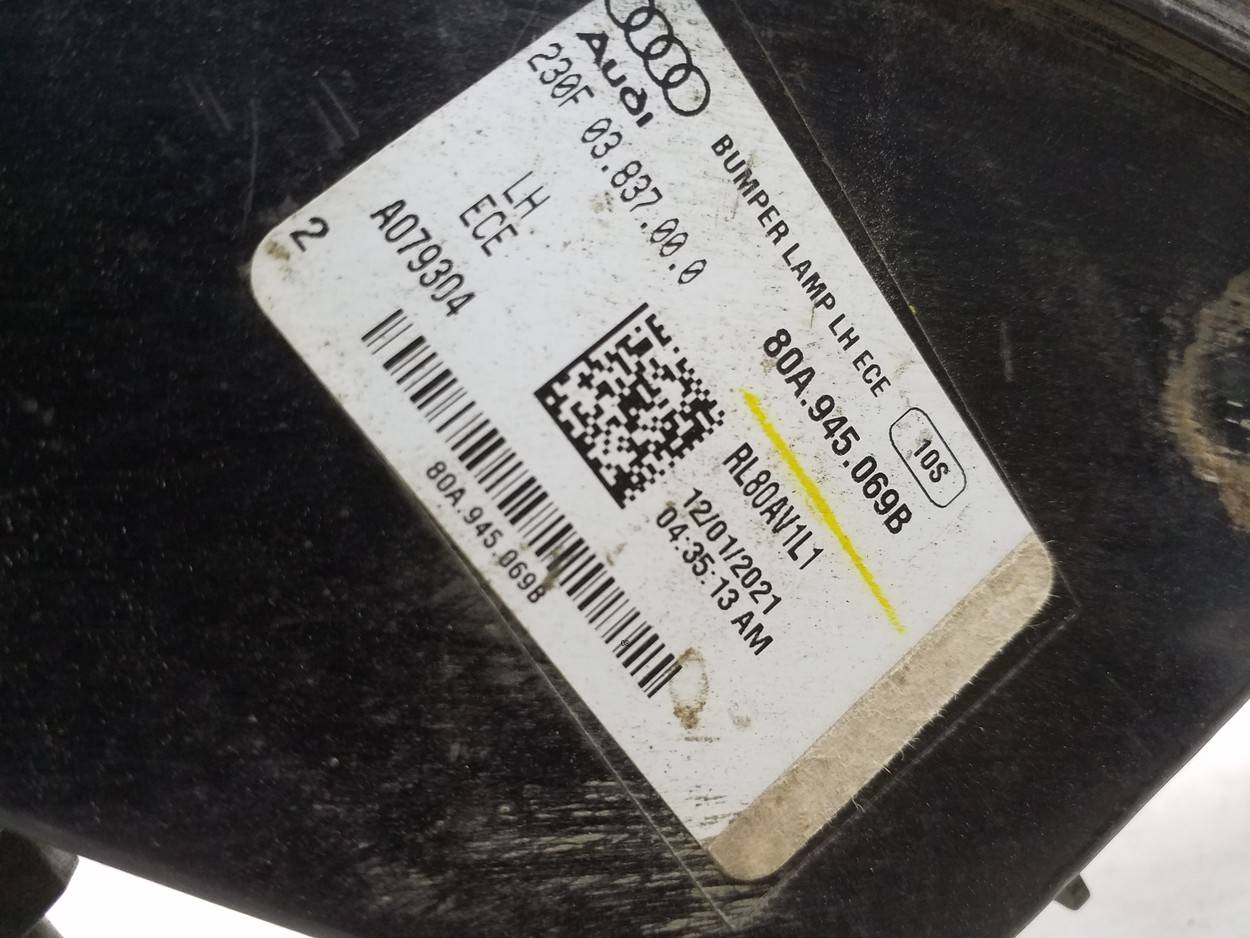 Audi
BUMPER LAMP LH ECE
10S
230F 03.837.00.0
80A.945.069B
LH
ECE
RL80AV1L1
12/01/2021
04:35:13 AM
A079304
2
80A.945.069B